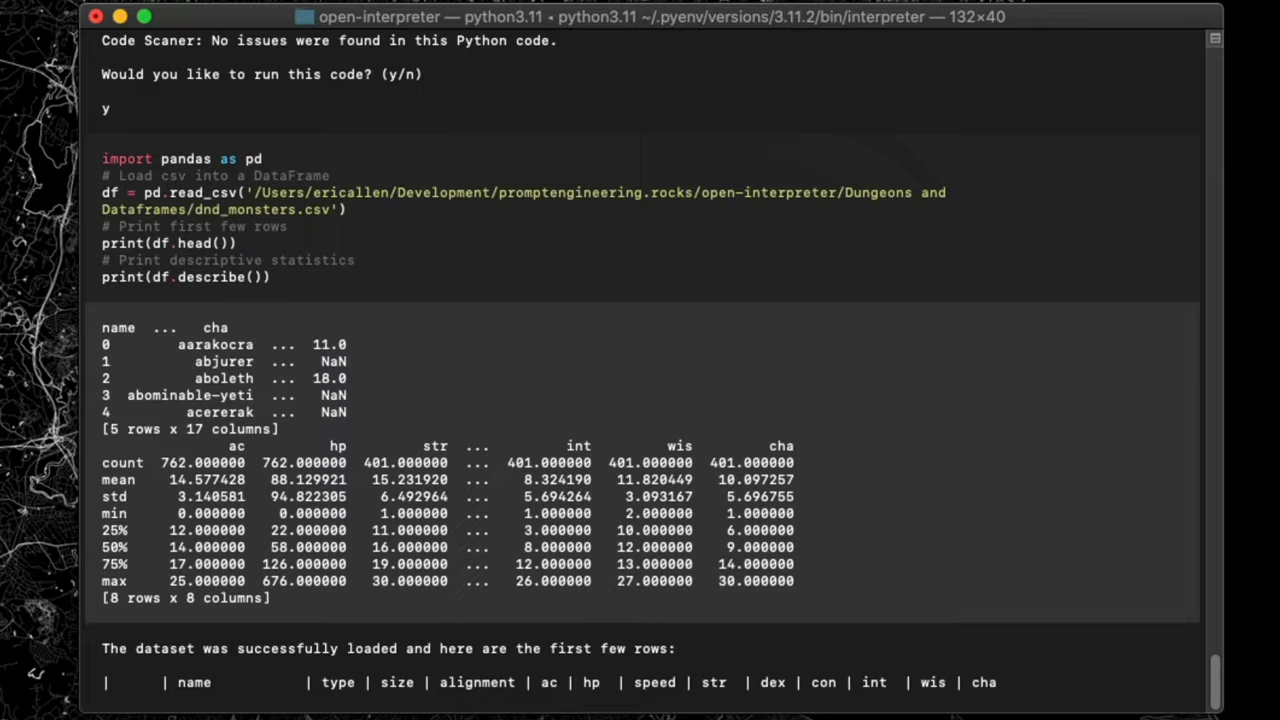 open-interpreter — python3.11 ◂ python3.11 ~/.pyenv/versions/3.11.2/bin/interpreter — 132×40
Code Scaner: No issues were found in this Python code.
Would you like to run this code? (y/n)
y
import pandas as pd
# Load csv into a DataFrame
df = pd.read_csv('/Users/ericallen/Development/promptengineering.rocks/open-interpreter/Dungeons and
Dataframes/dnd_monsters.csv')
# Print first few rows
print(df.head())
# Print descriptive statistics
print(df.describe())
name  ...   cha
0        aarakocra  ...  11.0
1          abjurer  ...   NaN
2          aboleth  ...  18.0
3  abominable-yeti  ...   NaN
4         acererak  ...   NaN
[5 rows x 17 columns]
               ac          hp         str  ...         int         wis         cha
count  762.000000  762.000000  401.000000  ...  401.000000  401.000000  401.000000
mean    14.577428   88.129921   15.231920  ...    8.324190   11.820449   10.097257
std      3.140581   94.822305    6.492964  ...    5.694264    3.093167    5.696755
min      0.000000    0.000000    1.000000  ...    1.000000    2.000000    1.000000
25%     12.000000   22.000000   11.000000  ...    3.000000   10.000000    6.000000
50%     14.000000   58.000000   16.000000  ...    8.000000   12.000000    9.000000
75%     17.000000  126.000000   19.000000  ...   12.000000   13.000000   14.000000
max     25.000000  676.000000   30.000000  ...   26.000000   27.000000   30.000000
[8 rows x 8 columns]
The dataset was successfully loaded and here are the first few rows:
|      | name           | type | size | alignment | ac | hp  | speed | str  | dex | con | int  | wis | cha